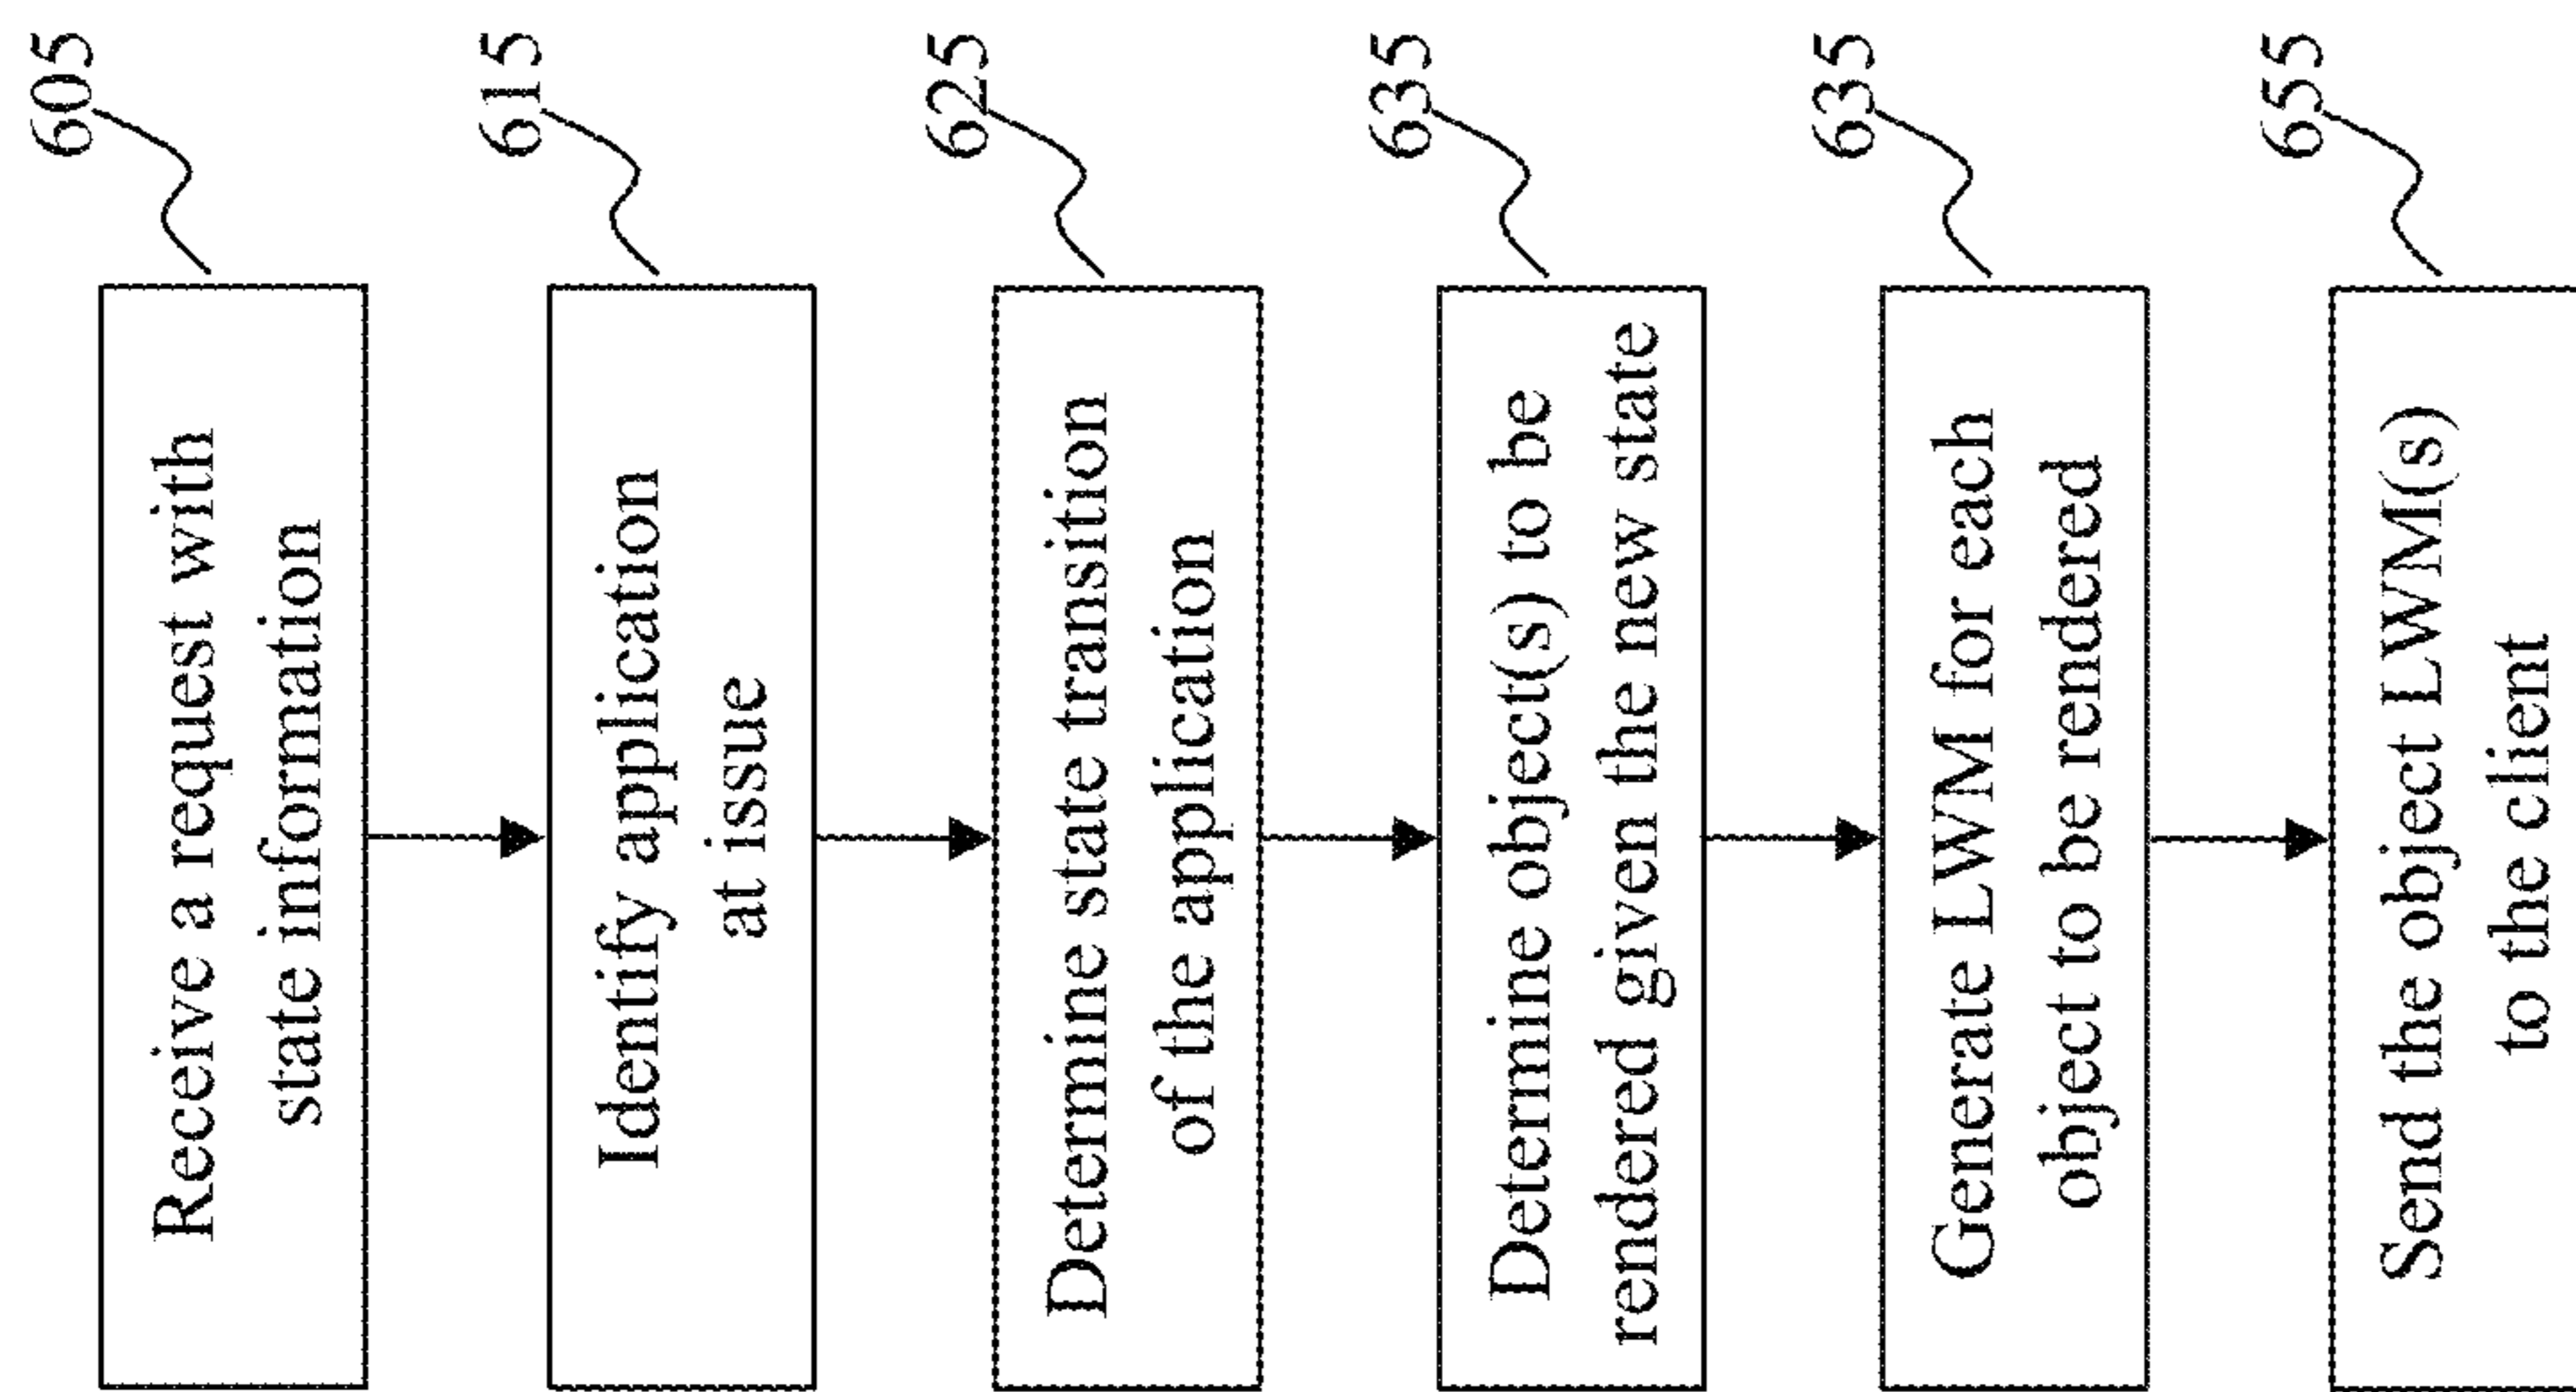 Receive a request with
state information
605
Identify application
at issue
615
Determine state transition
of the application
625
Determine object(s) to be
rendered given the new state
635
Generate LWM for each
object to be rendered
635
Send the object LWM(s)
to the client
655